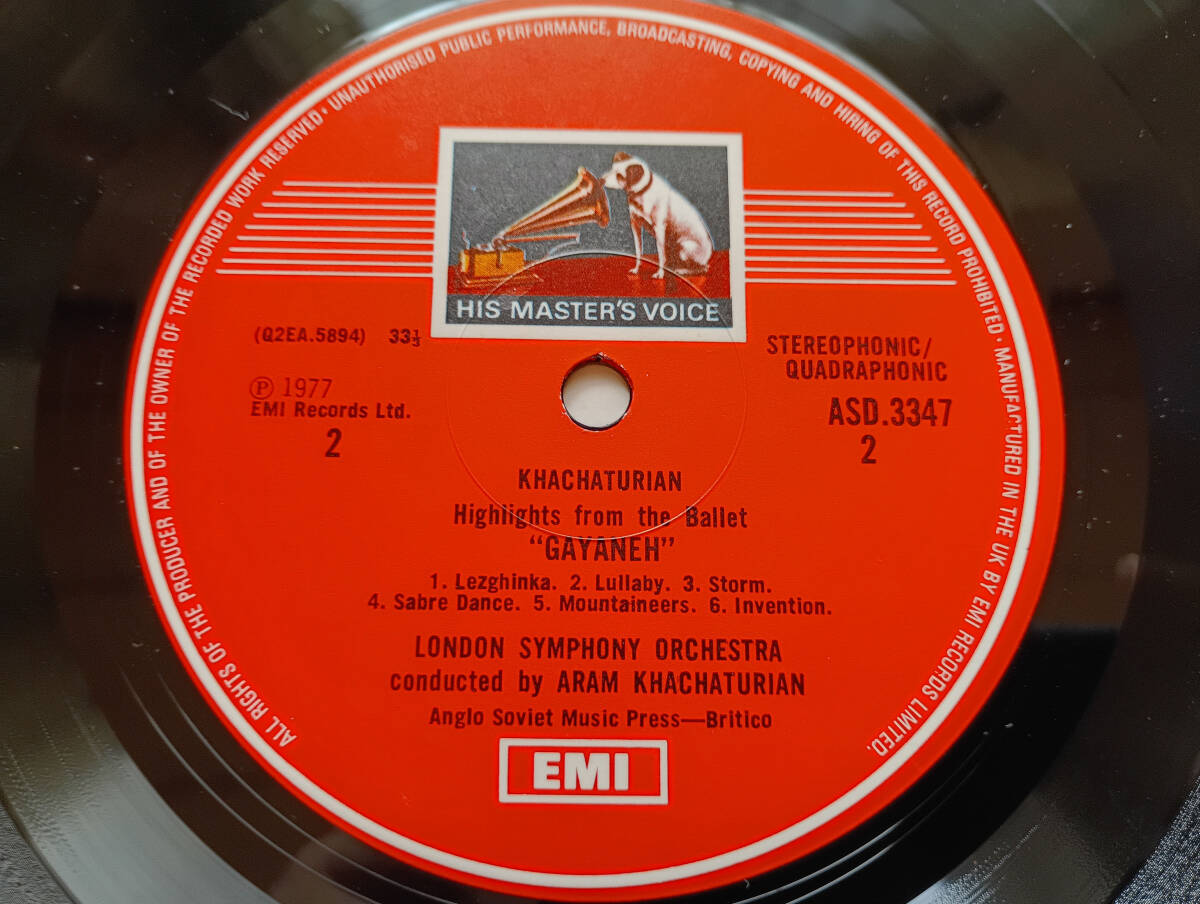 ALL RIGHTS OF THE PRODUCER AND OF THE OWNER OF THE RECORDED WORK RESERVED · UNAUTHORISED PUBLIC PERFORMANCE, BROADCASTING, COPYING AND HIRING OF THIS RECORD PROHIBITED · MANUFACTURED IN THE UK BY EMI RECORDS LIMITED.
HIS MASTER'S VOICE
(Q2EA.5894) 33⅓
℗ 1977
EMI Records Ltd.
2
STEREOPHONIC/
QUADRAPHONIC
ASD.3347
2
KHACHATURIAN
Highlights from the Ballet
“GAYANEH”
1. Lezghinka. 2. Lullaby. 3. Storm.
4. Sabre Dance. 5. Mountaineers. 6. Invention.
LONDON SYMPHONY ORCHESTRA
conducted by ARAM KHACHATURIAN
Anglo Soviet Music Press—Britico
EMI